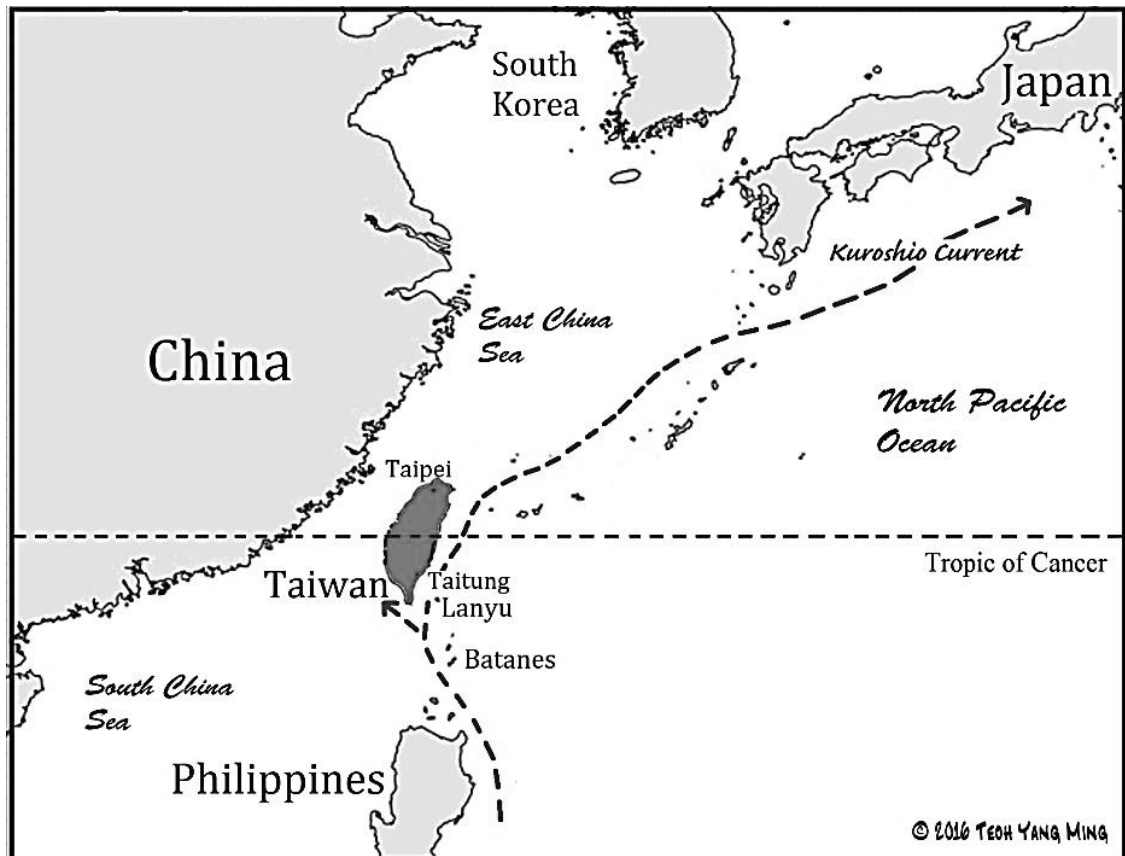 South
Korea
Japan
Kuroshio Current
East China
Sea
China
North Pacific
Ocean
Taipei
Tropic of Cancer
Taiwan
Taitung
Lanyu
Batanes
South China
Sea
Philippines
© 2016 TEOH YANG MING